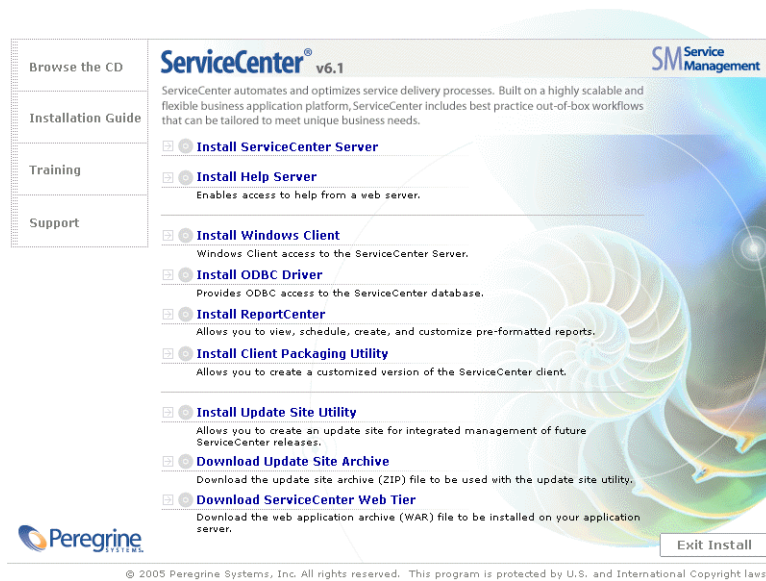 Browse the CD
Installation Guide
Training
Support
ServiceCenter® v6.1
SM Service Management
ServiceCenter automates and optimizes service delivery processes. Built on a highly scalable and
flexible business application platform, ServiceCenter includes best practice out-of-box workflows
that can be tailored to meet unique business needs.
Install ServiceCenter Server
Install Help Server
Enables access to help from a web server.
Install Windows Client
Windows Client access to the ServiceCenter Server.
Install ODBC Driver
Provides ODBC access to the ServiceCenter database.
Install ReportCenter
Allows you to view, schedule, create, and customize pre-formatted reports.
Install Client Packaging Utility
Allows you to create a customized version of the ServiceCenter client.
Install Update Site Utility
Allows you to create an update site for integrated management of future
ServiceCenter releases.
Download Update Site Archive
Download the update site archive (ZIP) file to be used with the update site utility.
Download ServiceCenter Web Tier
Download the web application archive (WAR) file to be installed on your application
server.
Peregrine
SYSTEMS
Exit Install
© 2005 Peregrine Systems, Inc. All rights reserved. This program is protected by U.S. and International Copyright laws